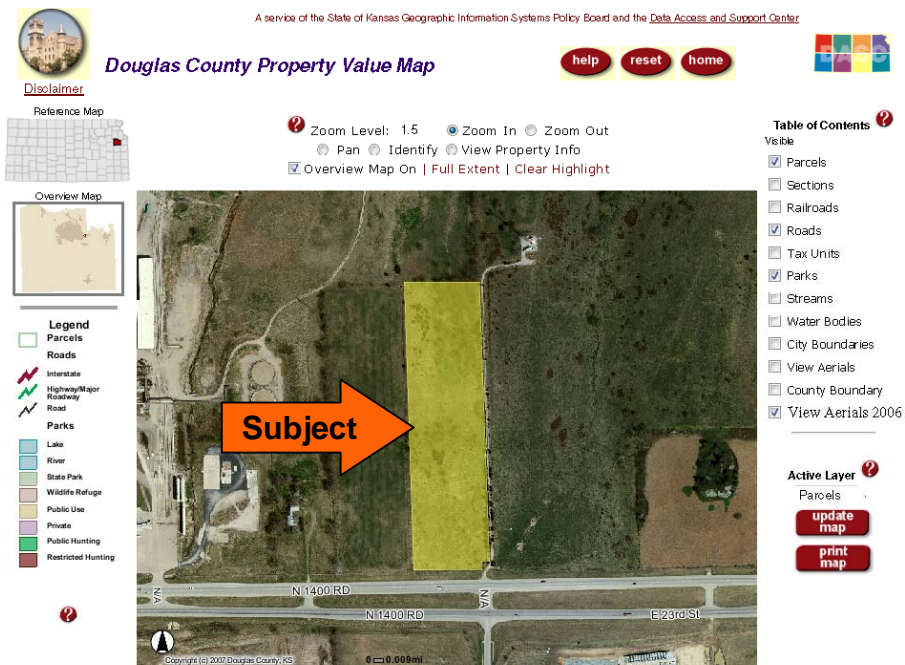 A service of the State of Kansas Geographic Information Systems Policy Board and the Data Access and Support Center
Douglas County Property Value Map
help
reset
home
DASC
Disclaimer
Reference Map
Zoom Level: 1.5 Zoom In Zoom Out
Pan Identify View Property Info
Overview Map On | Full Extent | Clear Highlight
Table of Contents
Visible
Parcels
Sections
Railroads
Roads
Tax Units
Parks
Streams
Water Bodies
City Boundaries
View Aerials
County Boundary
View Aerials 2006
Active Layer
Parcels
update map
print map
Overview Map
Legend
Parcels
Roads
Interstate
Highway/Major
Roadway
Road
Parks
Lake
River
State Park
Wildlife Refuge
Public Use
Private
Public Hunting
Restricted Hunting
?
Subject
N/A
N 1400 RD
N/A
N 1400 RD
E 23rd St
Copyright (c) 2007 Douglas County, KS
0 0.009mi